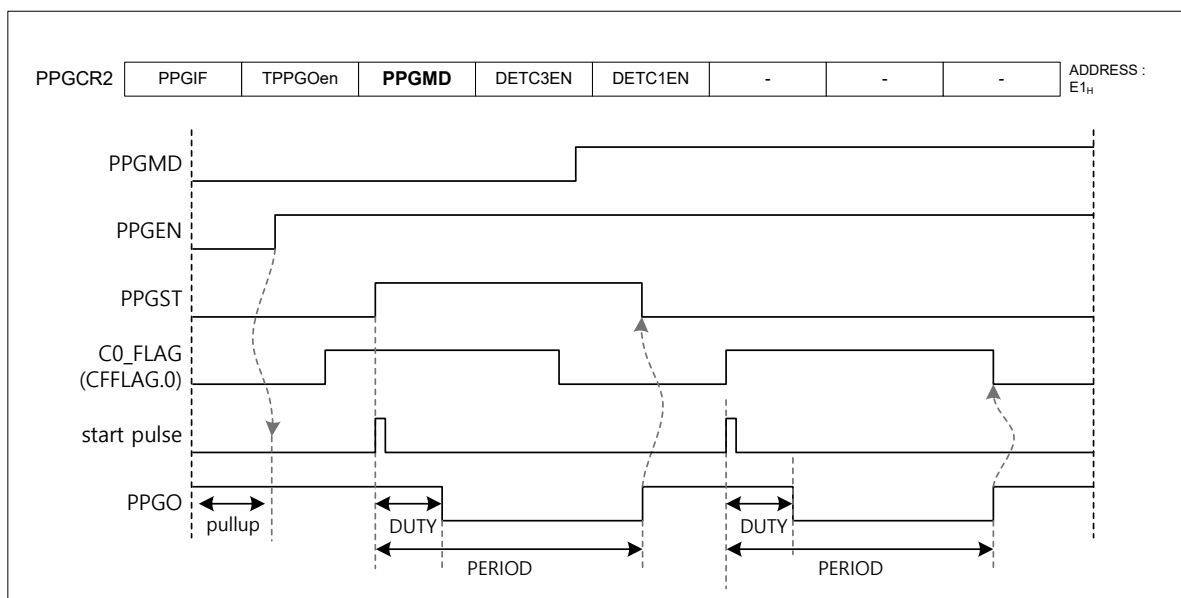 PPGCR2 PPGIF TPPGOen PPGMD DETC3EN DETC1EN - - - ADDRESS :
E1H
PPGMD
PPGEN
PPGST
C0_FLAG
(CFFLAG.0)
start pulse
PPGO
pullup DUTY DUTY
PERIOD PERIOD